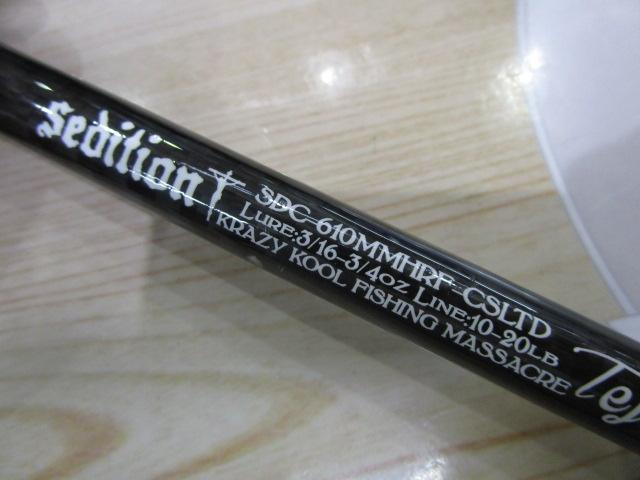 Sedition
SDC-610MMHRF-CSLTD
LURE:3/16-3/4OZ LINE:10-20LB
KRAZY KOOL FISHING MASSACRE